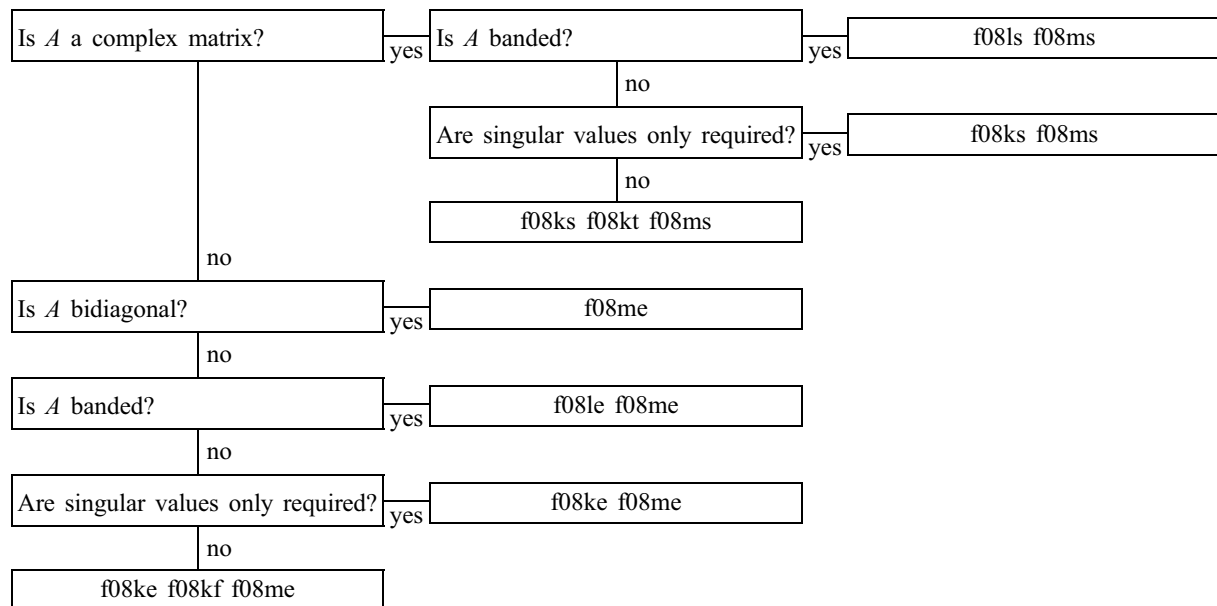 Is A a complex matrix?
yes
Is A banded?
yes
f08ls f08ms
no
Are singular values only required?
yes
f08ks f08ms
no
f08ks f08kt f08ms
no
Is A bidiagonal?
yes
f08me
no
Is A banded?
yes
f08le f08me
no
Are singular values only required?
yes
f08ke f08me
no
f08ke f08kf f08me